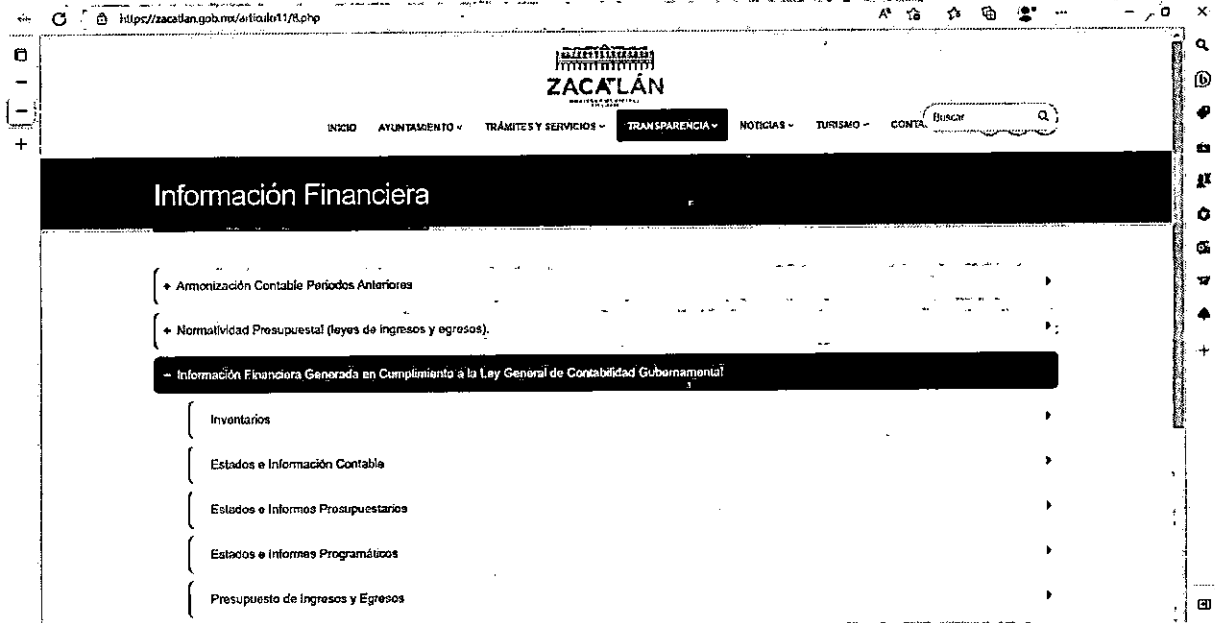 https://zacatlan.gob.mx/articulo11/8.php
ZACATLÁN
INICIO AYUNTAMIENTO TRÁMITES Y SERVICIOS TRANSPARENCIA NOTICIAS TURISMO CONTA
Buscar
Información Financiera
+ Armonización Contable Periodos Anteriores
+ Normatividad Presupuestal (leyes de ingresos y egresos).
– Información Financiera Generada en Cumplimiento a la Ley General de Contabilidad Gubernamental
Inventarios
Estados e Información Contable
Estados e Informes Presupuestarios
Estados e Informes Programáticos
Presupuesto de Ingresos y Egresos